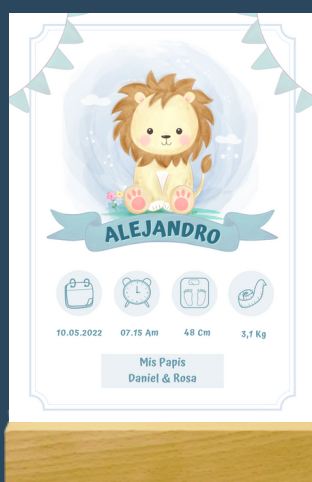 ALEJANDRO
10.05.2022 07.15 Am 48 Cm 3,1 Kg
Mis Papis
Daniel & Rosa